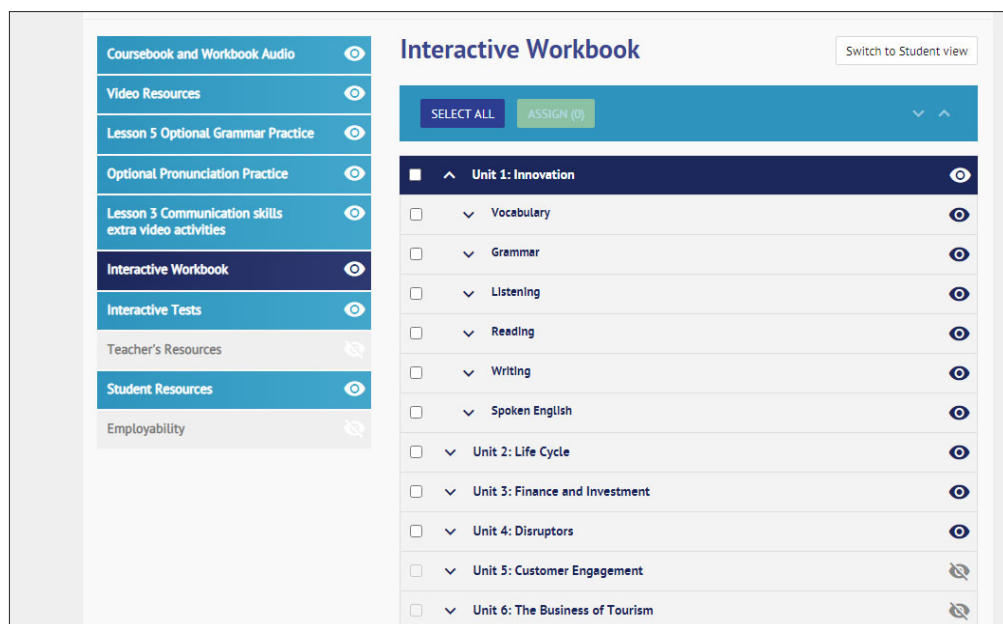 Coursebook and Workbook Audio
Video Resources
Lesson 5 Optional Grammar Practice
Optional Pronunciation Practice
Lesson 3 Communication skills
extra video activities
Interactive Workbook
Interactive Tests
Teacher's Resources
Student Resources
Employability
Interactive Workbook
Switch to Student view
SELECT ALL
ASSIGN (0)
Unit 1: Innovation
Vocabulary
Grammar
Listening
Reading
Writing
Spoken English
Unit 2: Life Cycle
Unit 3: Finance and Investment
Unit 4: Disruptors
Unit 5: Customer Engagement
Unit 6: The Business of Tourism